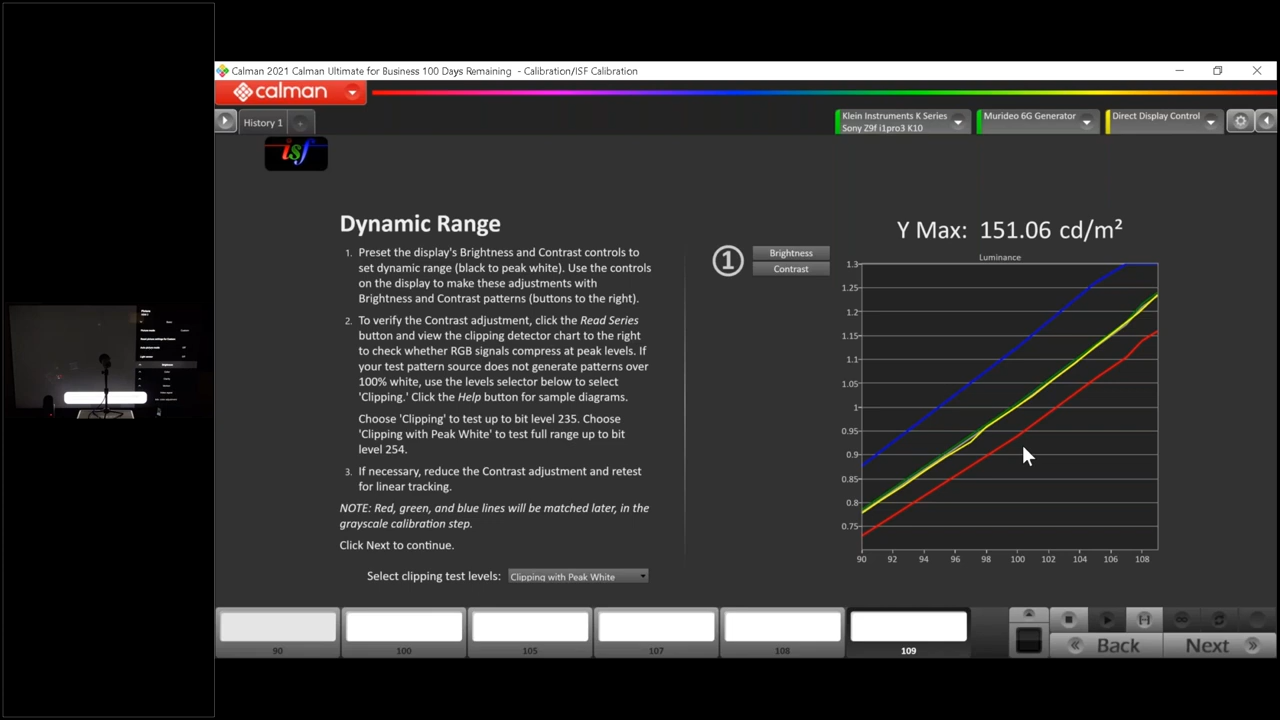 Calman 2021 Calman Ultimate for Business 100 Days Remaining - Calibration/ISF Calibration
calman
History 1
Klein Instruments K Series
Sony Z9f i1pro3 K10
Murideo 6G Generator
Direct Display Control
isf
Dynamic Range
1. Preset the display's Brightness and Contrast controls to
set dynamic range (black to peak white). Use the controls
on the display to make these adjustments with
Brightness and Contrast patterns (buttons to the right).
2. To verify the Contrast adjustment, click the Read Series
button and view the clipping detector chart to the right
to check whether RGB signals compress at peak levels. If
your test pattern source does not generate patterns over
100% white, use the levels selector below to select
'Clipping.' Click the Help button for sample diagrams.
Choose 'Clipping' to test up to bit level 235. Choose
'Clipping with Peak White' to test full range up to bit
level 254.
3. If necessary, reduce the Contrast adjustment and retest
for linear tracking.
NOTE: Red, green, and blue lines will be matched later, in the
grayscale calibration step.
Click Next to continue.
Select clipping test levels: Clipping with Peak White
1
Brightness
Contrast
Y Max: 151.06 cd/m²
Luminance
1.3
1.25
1.2
1.15
1.1
1.05
1
0.95
0.9
0.85
0.8
0.75
90 92 94 96 98 100 102 104 106 108
90 100 105 107 108 109
Back
Next